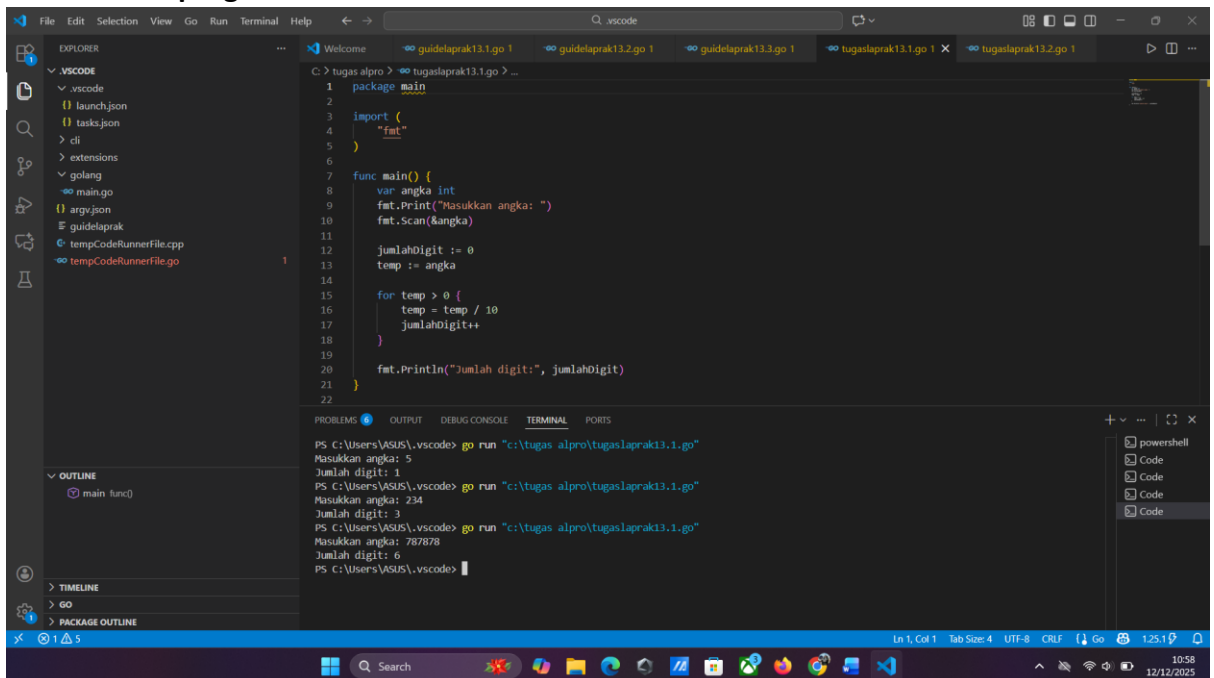 File Edit Selection View Go Run Terminal Help
.vscode
EXPLORER
.VSCODE
.vscode
launch.json
tasks.json
cli
extensions
golang
main.go
argv.json
guidelaprak
tempCodeRunnerFile.cpp
tempCodeRunnerFile.go 1
OUTLINE
main func()
TIMELINE
GO
PACKAGE OUTLINE
Welcome guidelaprak13.1.go 1 guidelaprak13.2.go 1 guidelaprak13.3.go 1 tugaslaprak13.1.go 1 tugaslaprak13.2.go 1
C: > tugas alpro > tugaslaprak13.1.go > ...
1 package main
2
3 import (
4 "fmt"
5 )
6
7 func main() {
8 var angka int
9 fmt.Print("Masukkan angka: ")
10 fmt.Scan(&angka)
11
12 jumlahDigit := 0
13 temp := angka
14
15 for temp > 0 {
16 temp = temp / 10
17 jumlahDigit++
18 }
19
20 fmt.Println("Jumlah digit:", jumlahDigit)
21 }
22
PROBLEMS 6 OUTPUT DEBUG CONSOLE TERMINAL PORTS
PS C:\Users\ASUS\.vscode> go run "c:\tugas alpro\tugaslaprak13.1.go"
Masukkan angka: 5
Jumlah digit: 1
PS C:\Users\ASUS\.vscode> go run "c:\tugas alpro\tugaslaprak13.1.go"
Masukkan angka: 234
Jumlah digit: 3
PS C:\Users\ASUS\.vscode> go run "c:\tugas alpro\tugaslaprak13.1.go"
Masukkan angka: 787878
Jumlah digit: 6
PS C:\Users\ASUS\.vscode>
powershell
Code
Code
Code
Code
1 5
Ln 1, Col 1 Tab Size: 4 UTF-8 CRLF Go 1.25.1
Search
10:58
12/12/2025